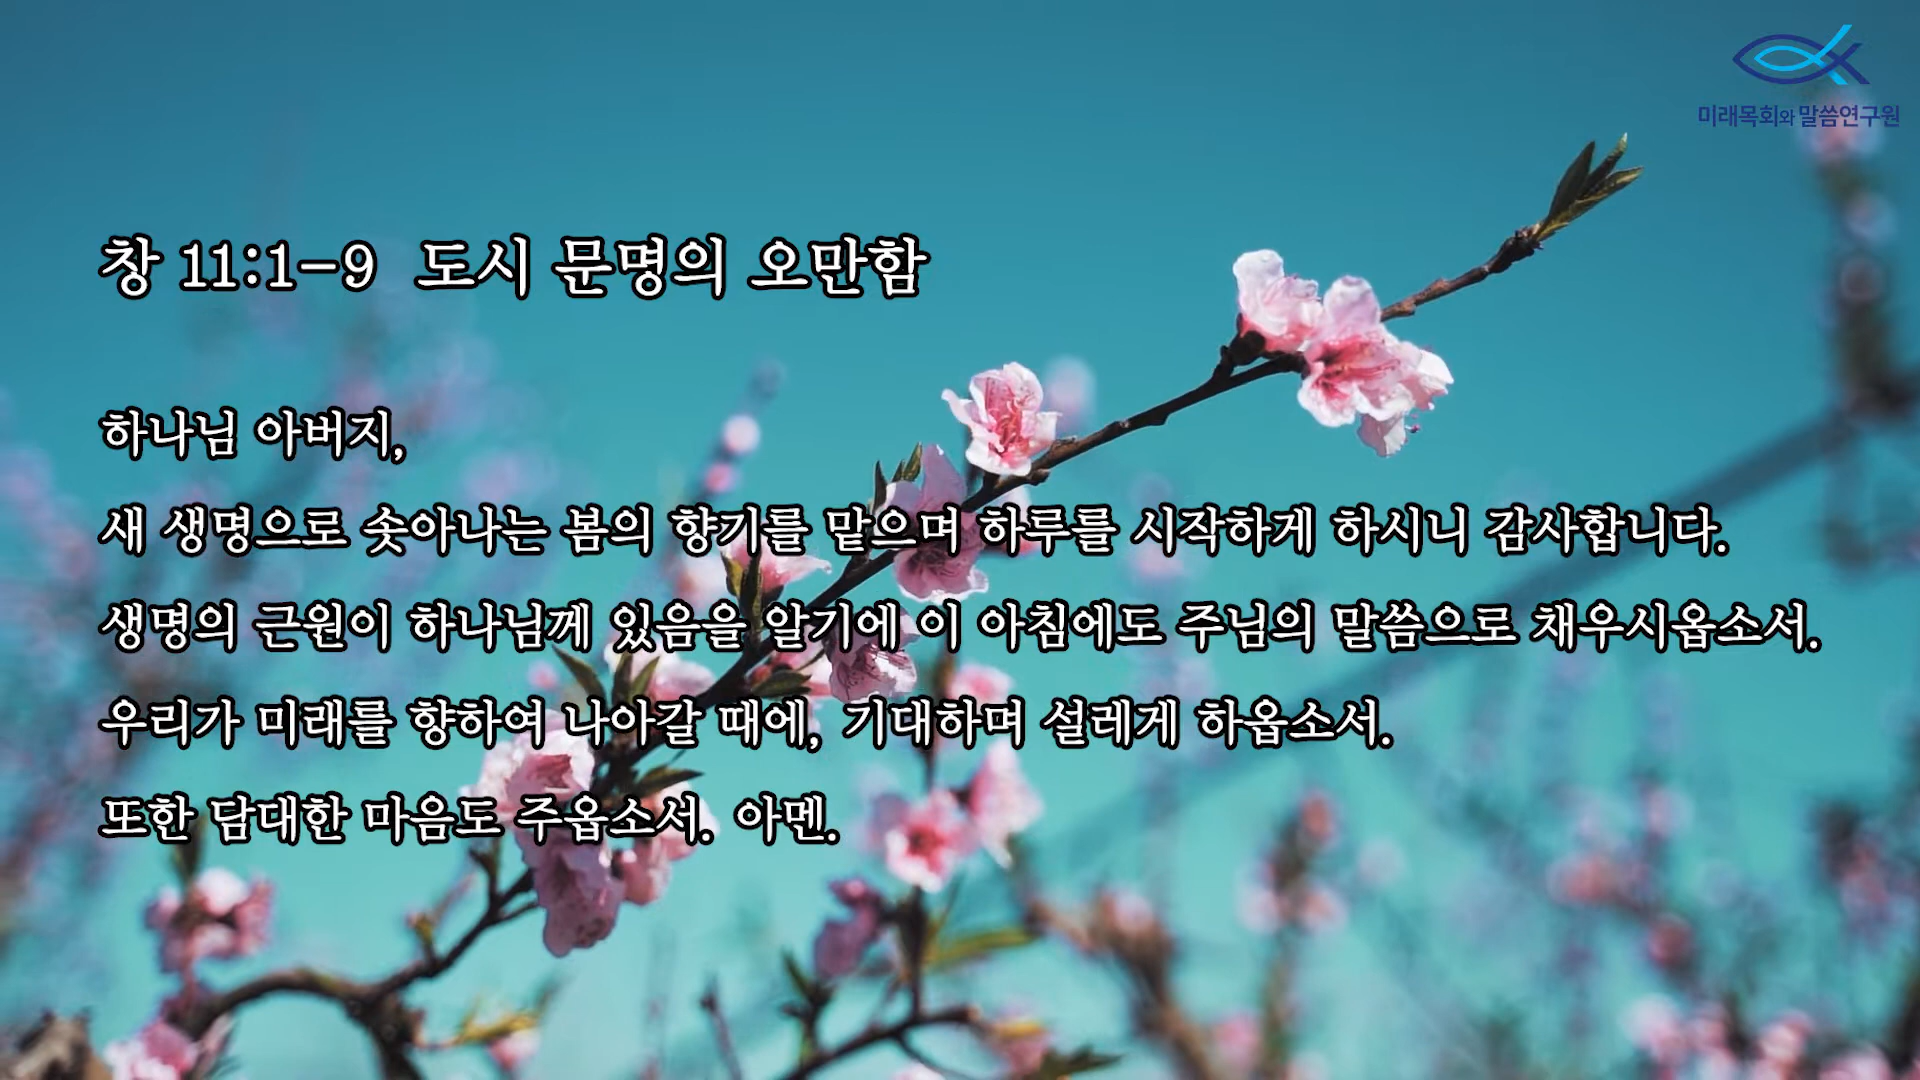 미래목회와 말씀연구원
창 11:1-9 도시 문명의 오만함
하나님 아버지,
새 생명으로 솟아나는 봄의 향기를 맡으며 하루를 시작하게 하시니 감사합니다.
생명의 근원이 하나님께 있음을 알기에 이 아침에도 주님의 말씀으로 채우시옵소서.
우리가 미래를 향하여 나아갈 때에, 기대하며 설레게 하옵소서.
또한 담대한 마음도 주옵소서. 아멘.